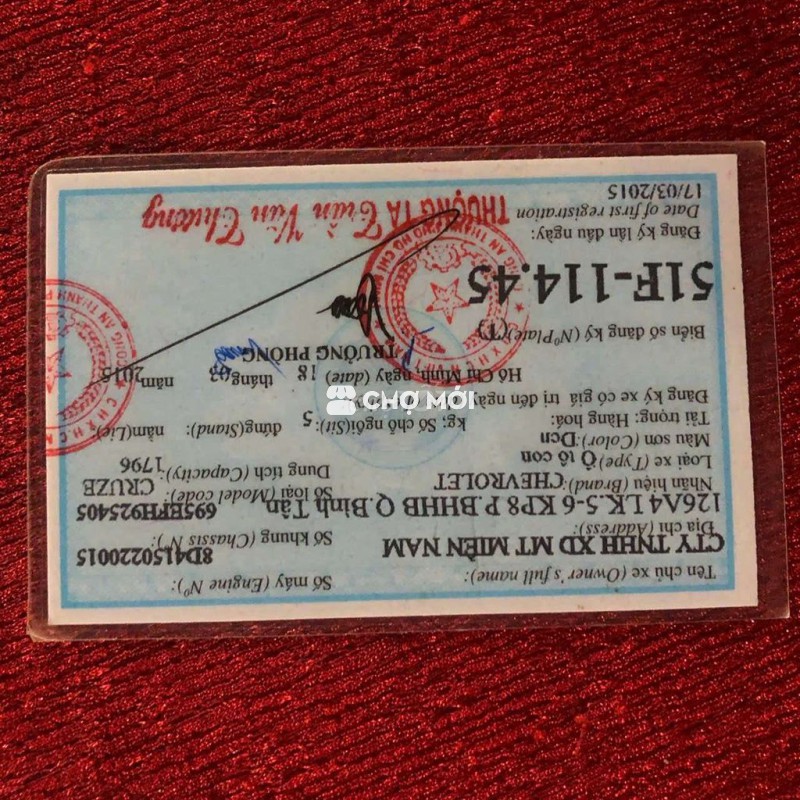 Tên chủ xe (Owner's full name):
CTY TNHH XD MT MIỀN NAM
Địa chỉ (Address):
126A4 LK.5-6 KP8 P.BHHB Q.Bình Tân
Nhãn hiệu (Brand): CHEVROLET
Số máy (Engine Nº):
8D4L50220015
Số khung (Chassis N
695EFH925405
Số loại (Model code): CRUZE
Loại xe (Type) Ô tô con
Dung tích (Capacity): 1796
Màu sơn (Color) Đen
Tải trọng: Hàng hoá: kg; Số chỗ ngồi(Sit): 5 đứng(Stand): nằm(Lie):
Đăng ký xe có giá trị đến ngày
Hồ Chí Minh, ngày (date) 18 tháng 03 năm 2015
TRƯỞNG PHÒNG
Biển số đăng ký (NºPlate)(T)
51F-114.45
Đăng ký lần đầu ngày:
Date of first registration
17/03/2015
THƯỢNG TÁ Trần Văn Thương
CHỢ MỚI